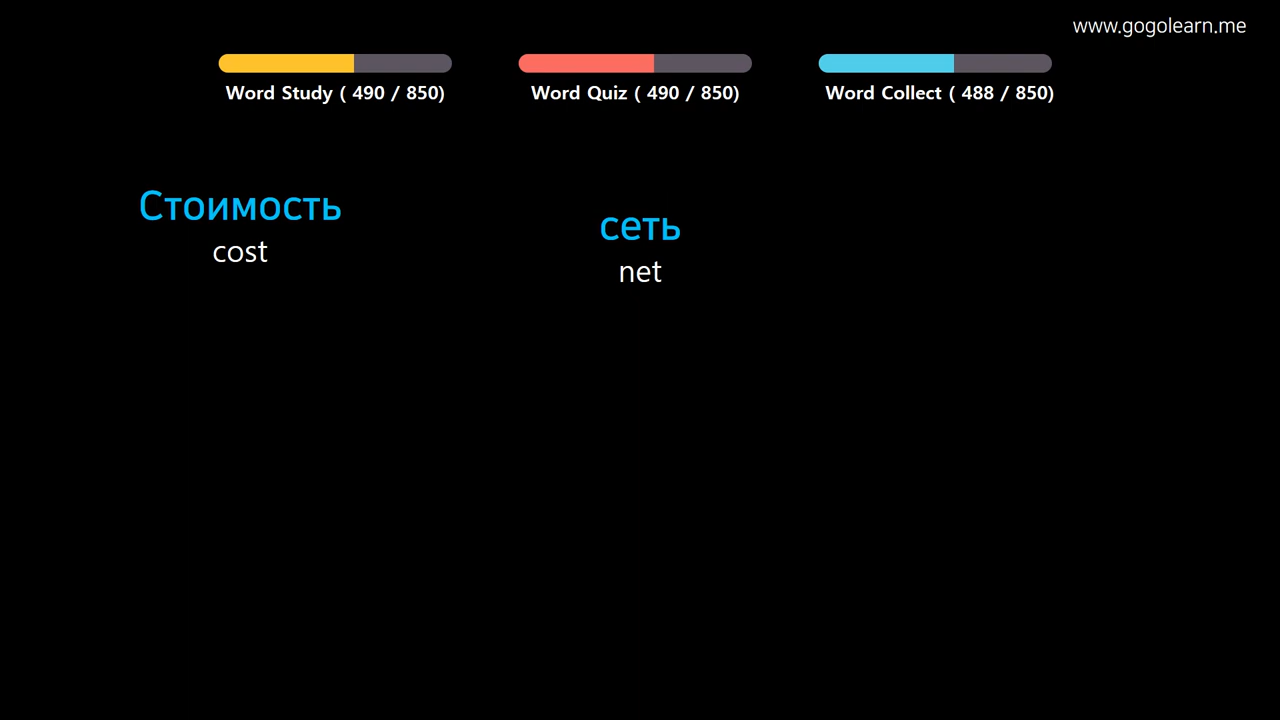 www.gogolearn.me
Word Study ( 490 / 850)
Word Quiz ( 490 / 850)
Word Collect ( 488 / 850)
Стоимость
cost
сеть
net